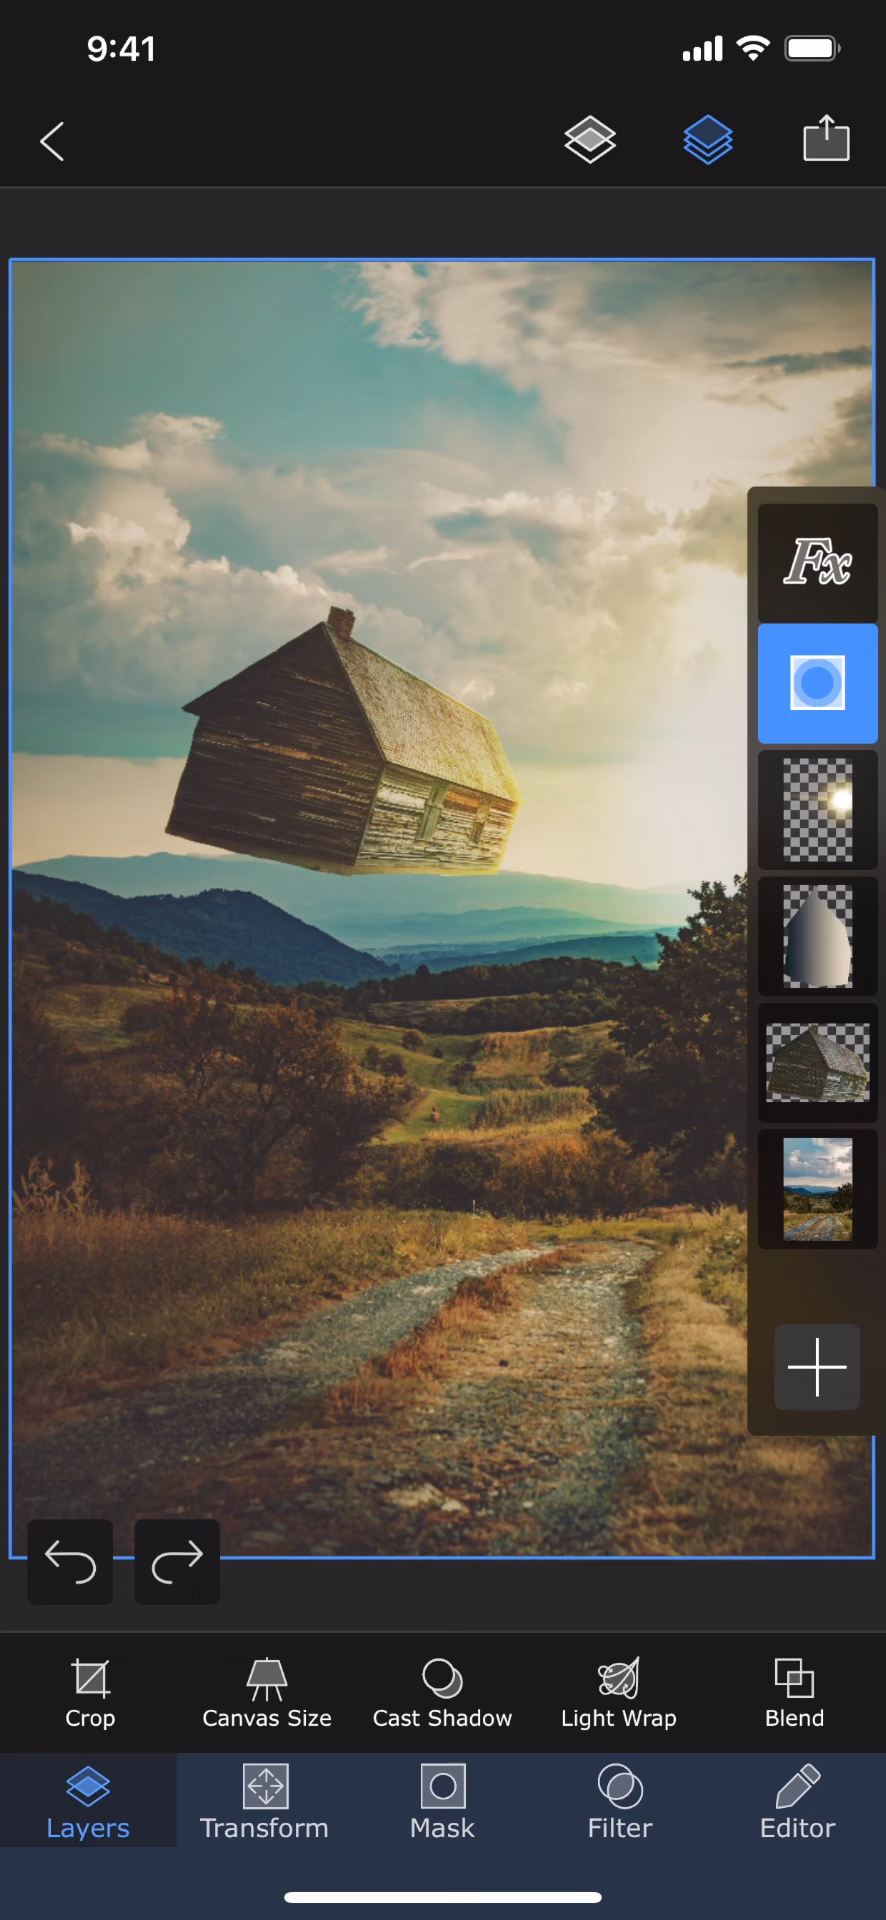 9:41
Fx
Crop
Canvas Size
Cast Shadow
Light Wrap
Blend
Layers
Transform
Mask
Filter
Editor